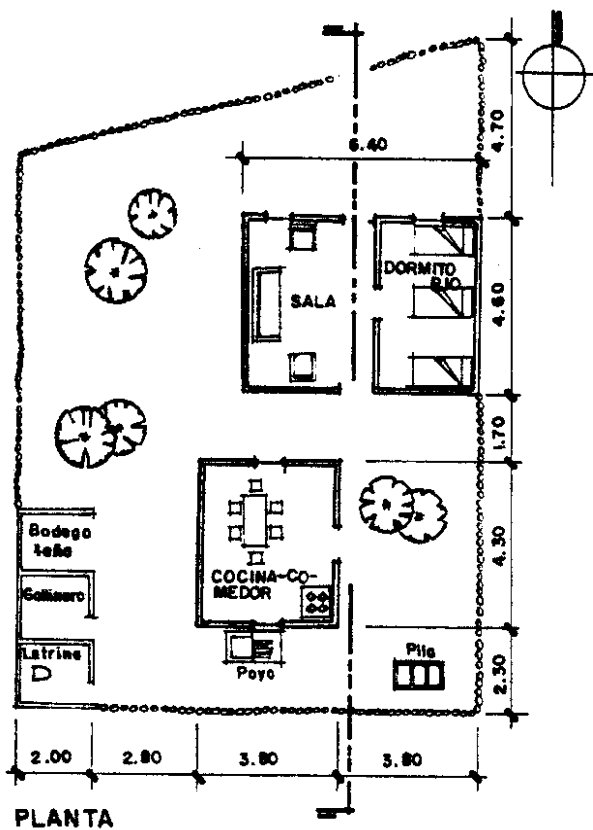 6.40
4.70
SALA
DORMITO
RIO
4.60
1.70
Bodega
leña
Gallinero
Letrina
COCINA-CO-
MEDOR
4.30
Poyo
Pila
2.30
2.00
2.80
3.80
3.80
PLANTA